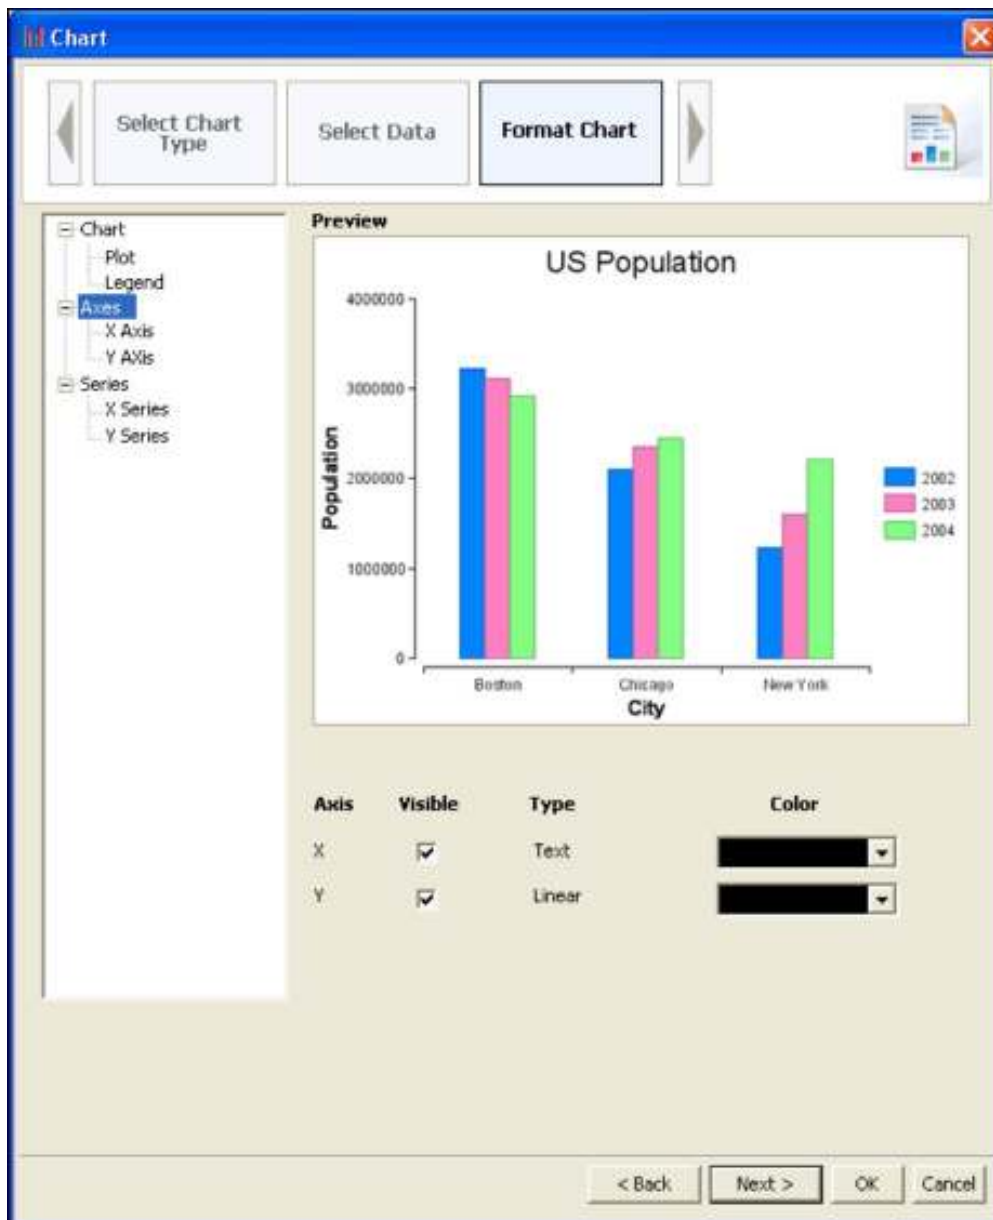 Chart
Select Chart
Type
Select Data
Format Chart
Chart
Plot
Legend
Axes
X Axis
Y AXis
Series
X Series
Y Series
Preview
US Population
4000000
3000000
2000000
1000000
0
Population
Boston
Chicago
New York
City
2002
2003
2004
Axis Visible Type Color
X Text
Y Linear
< Back Next > OK Cancel